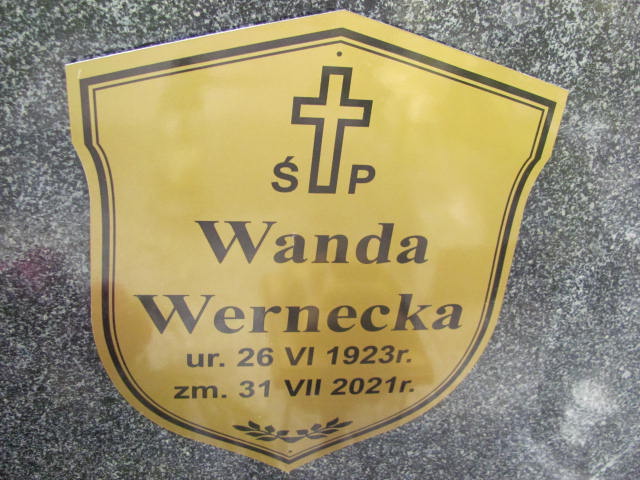 Ś P
Wanda
Wernecka
ur. 26 VI 1923r.
zm. 31 VII 2021r.